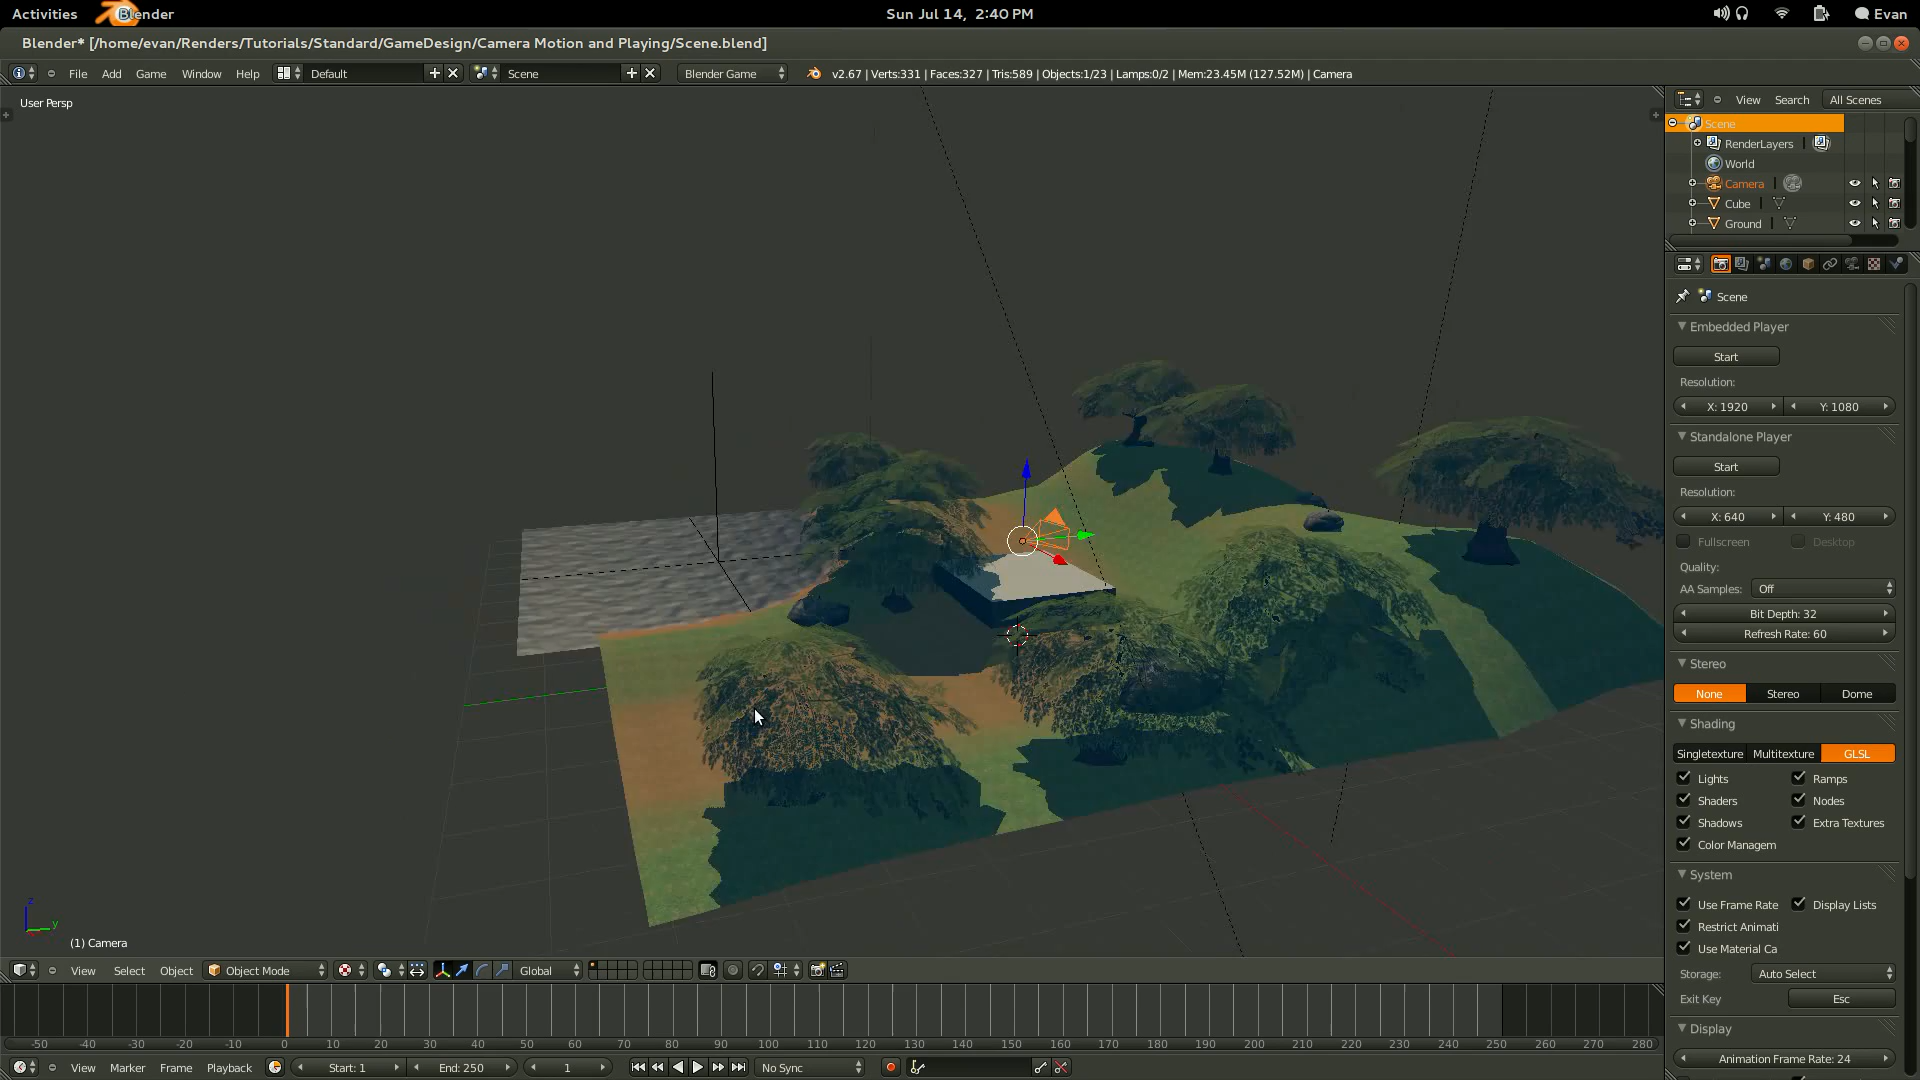 Activities Blender Sun Jul 14, 2:40 PM Evan
Blender* [/home/evan/Renders/Tutorials/Standard/GameDesign/Camera Motion and Playing/Scene.blend]
File Add Game Window Help Default Scene Blender Game v2.67 | Verts:331 | Faces:327 | Tris:589 | Objects:1/23 | Lamps:0/2 | Mem:23.45M (127.52M) | Camera
User Persp
View Search All Scenes
Scene
RenderLayers
World
Camera
Cube
Ground
Scene
Embedded Player
Start
Resolution:
X: 1920 Y: 1080
Standalone Player
Start
Resolution:
X: 640 Y: 480
Fullscreen Desktop
Quality:
AA Samples: Off
Bit Depth: 32
Refresh Rate: 60
Stereo
None Stereo Dome
Shading
Singletexture Multitexture GLSL
Lights Ramps
Shaders Nodes
Shadows Extra Textures
Color Managem
System
Use Frame Rate Display Lists
Restrict Animati
Use Material Ca
Storage: Auto Select
Exit Key Esc
Display
Animation Frame Rate: 24
z
y
(1) Camera
View Select Object Object Mode Global
-50 -40 -30 -20 -10 0 10 20 30 40 50 60 70 80 90 100 110 120 130 140 150 160 170 180 190 200 210 220 230 240 250 260 270 280
View Marker Frame Playback Start: 1 End: 250 1 No Sync